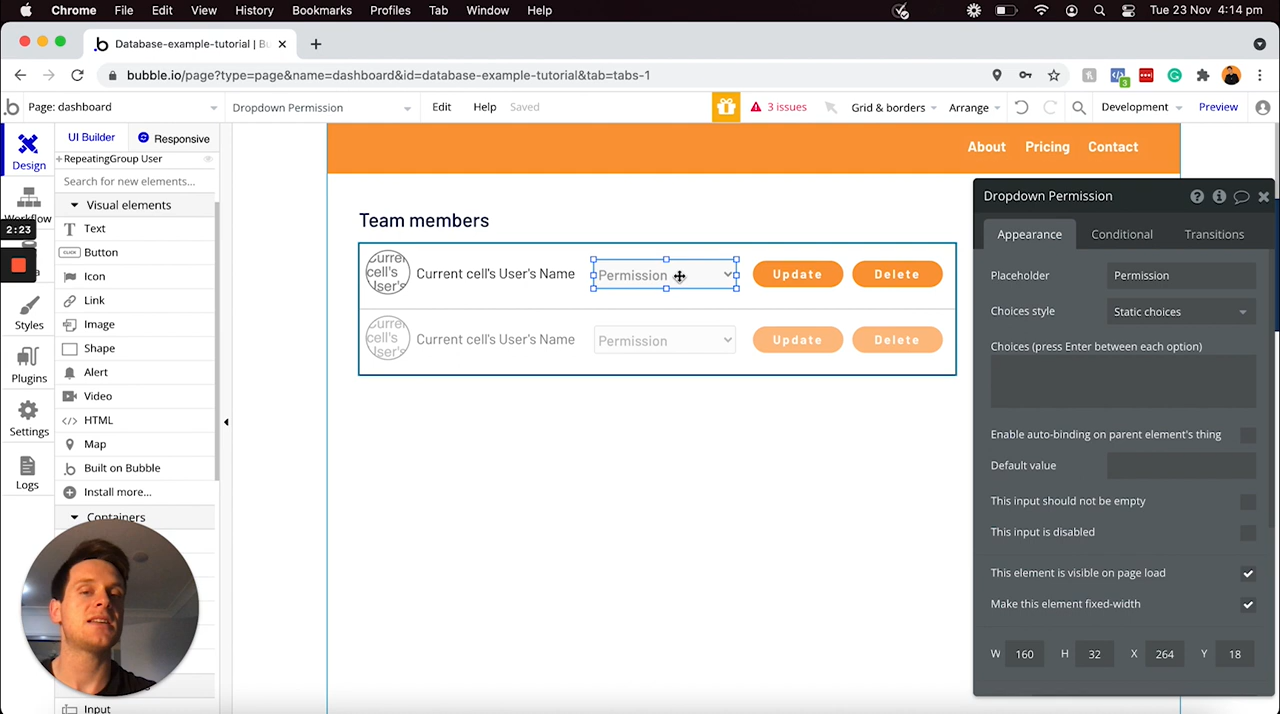 Chrome File Edit View History Bookmarks Profiles Tab Window Help Tue 23 Nov 4:14 pm
Database-example-tutorial | Bu
bubble.io/page?type=page&name=dashboard&id=database-example-tutorial&tab=tabs-1
3
Page: dashboard Dropdown Permission Edit Help Saved 3 issues Grid & borders Arrange Development Preview
UI Builder Responsive
Design
RepeatingGroup User
Search for new elements...
Visual elements
Workflow
2:23
Text
CLICK Button
Icon
Link
Styles
Image
Shape
Plugins
Alert
Video
Settings
HTML
Map
Logs
Built on Bubble
Install more...
Containers
Input
About Pricing Contact
Team members
Current cell's User's Name Permission Update Delete
Current cell's User's Name Permission Update Delete
Dropdown Permission
Appearance Conditional Transitions
Placeholder Permission
Choices style Static choices
Choices (press Enter between each option)
Enable auto-binding on parent element's thing
Default value
This input should not be empty
This input is disabled
This element is visible on page load
Make this element fixed-width
W 160 H 32 X 264 Y 18